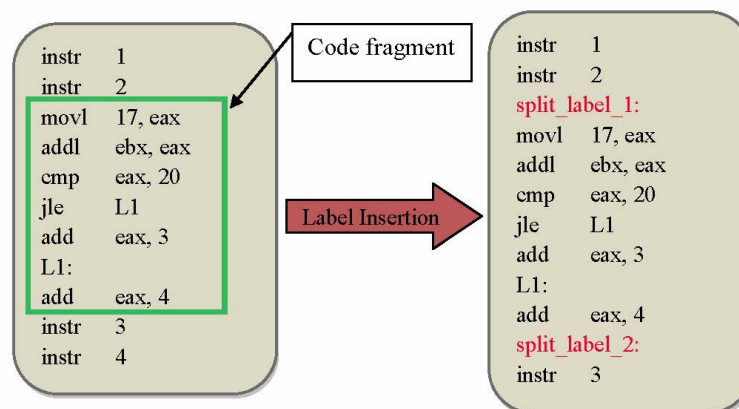 instr 1
instr 2
movl 17, eax
addl ebx, eax
cmp eax, 20
jle L1
add eax, 3
L1:
add eax, 4
instr 3
instr 4
Code fragment
Label Insertion
instr 1
instr 2
split_label_1:
movl 17, eax
addl ebx, eax
cmp eax, 20
jle L1
add eax, 3
L1:
add eax, 4
split_label_2:
instr 3